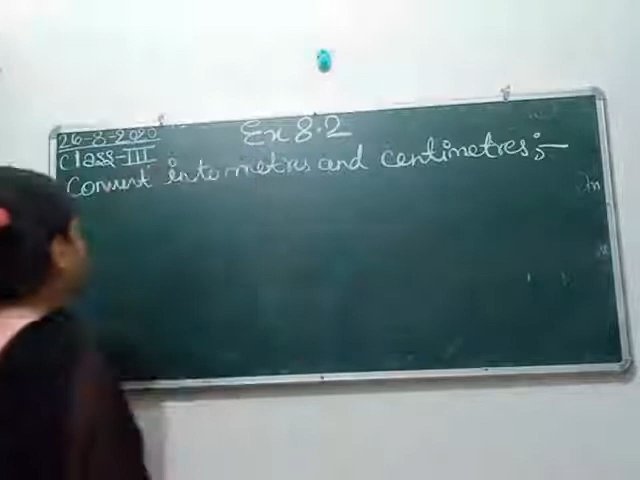 26-8-2020
Class-III
Ex 8.2
Convert into metres and centimetres:-